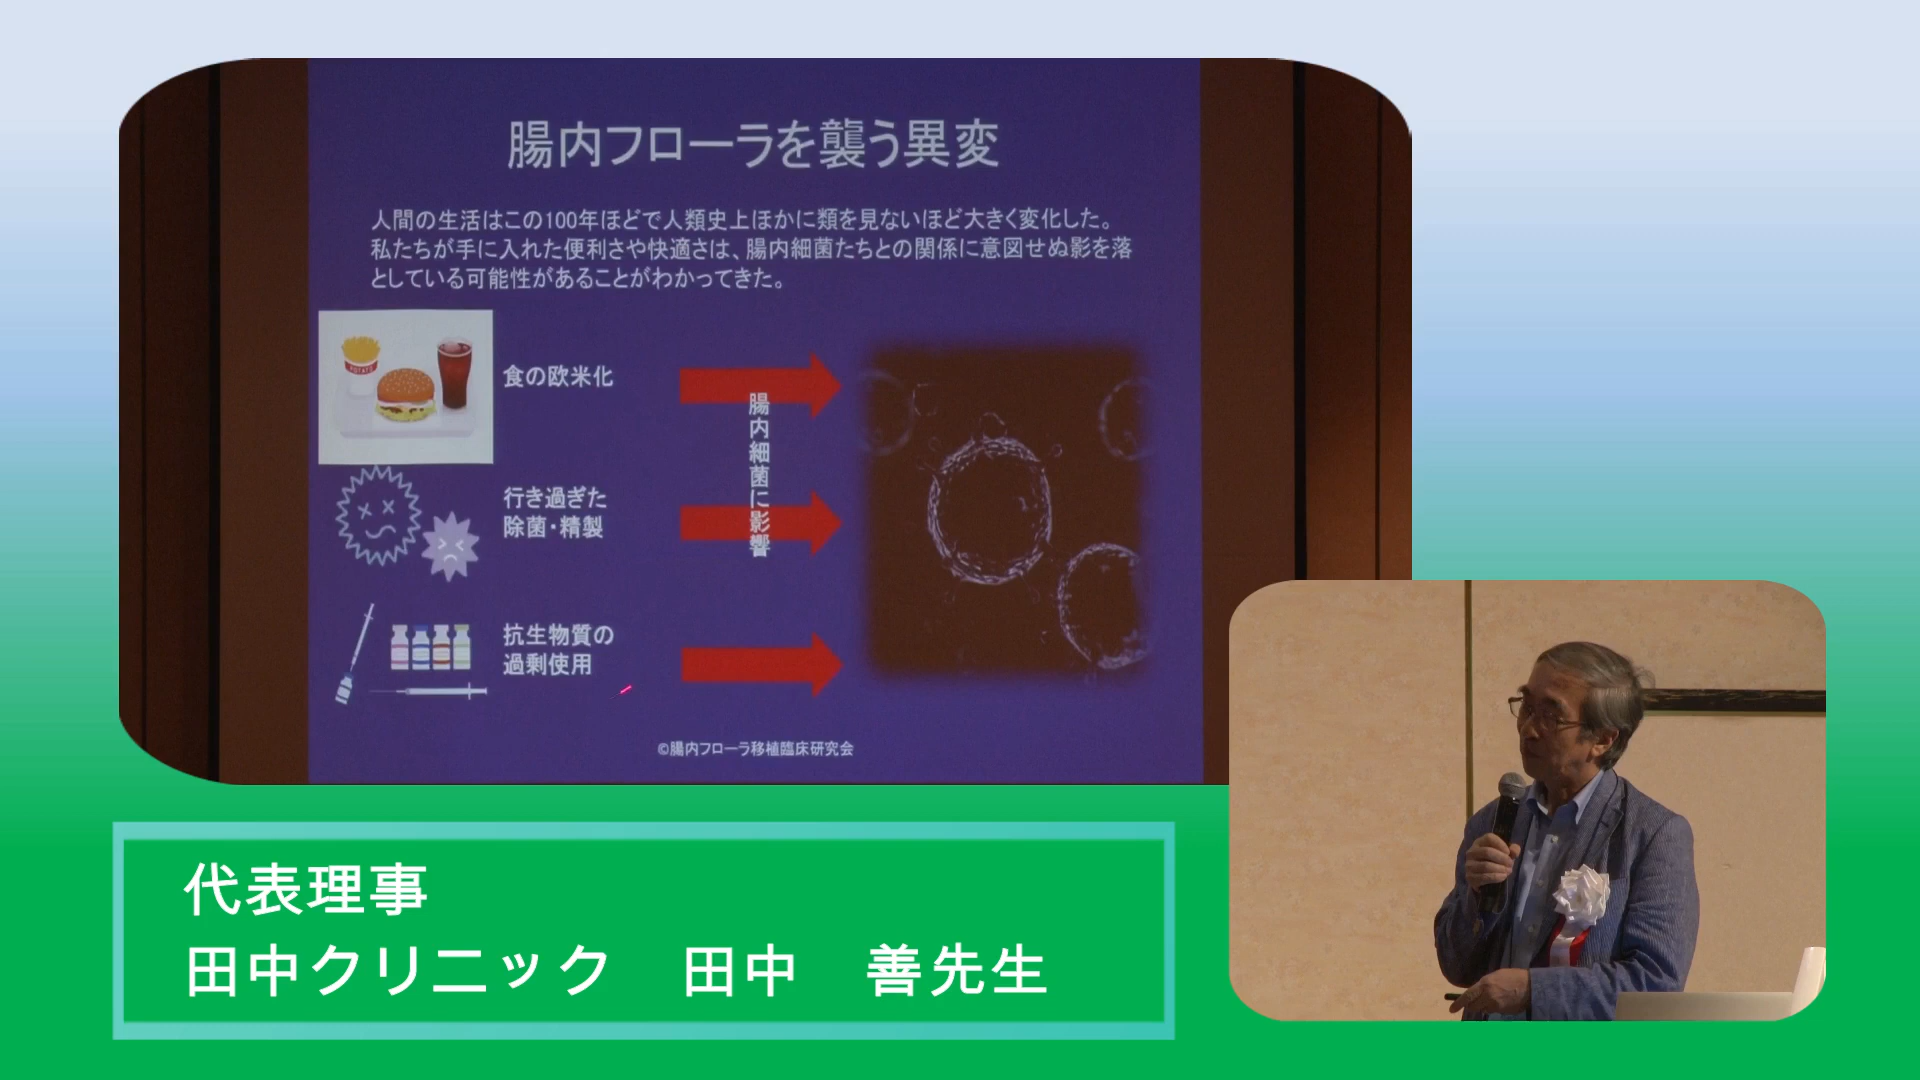 腸内フローラを襲う異変
人間の生活はこの100年ほどで人類史上ほかに類を見ないほど大きく変化した。
私たちが手に入れた便利さや快適さは、腸内細菌たちとの関係に意図せぬ影を落
としている可能性があることがわかってきた。
POTATO
食の欧米化
行き過ぎた
除菌・精製
抗生物質の
過剰使用
腸内細菌に影響
©腸内フローラ移植臨床研究会
代表理事
田中クリニック　田中　善先生